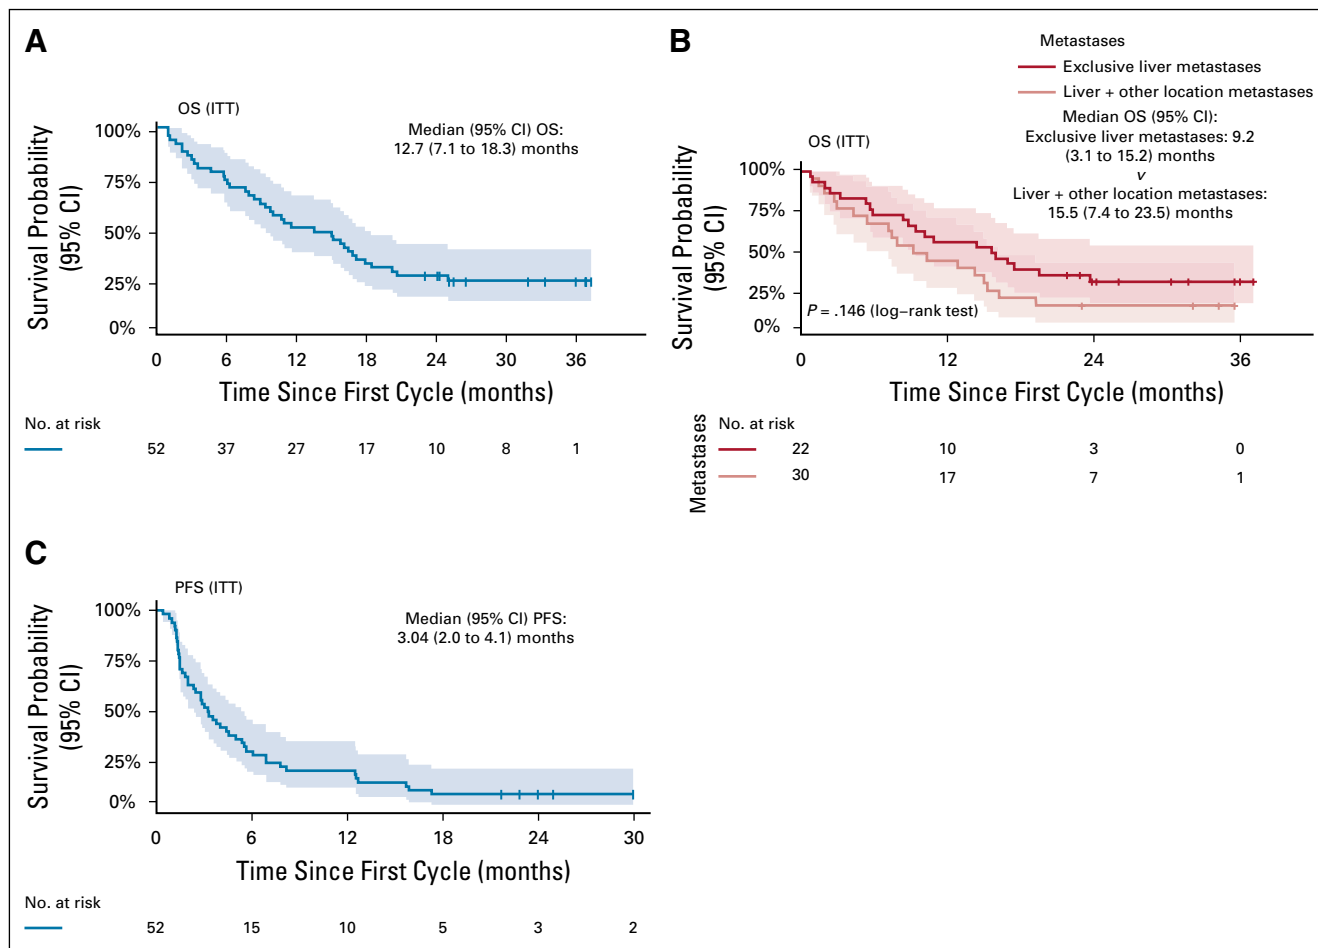 A
OS (ITT)
Median (95% CI) OS:
12.7 (7.1 to 18.3) months
Survival Probability
(95% CI)
100%
75%
50%
25%
0%
0 6 12 18 24 30 36
Time Since First Cycle (months)
No. at risk
52 37 27 17 10 8 1
B
Metastases
Exclusive liver metastases
Liver + other location metastases
OS (ITT)
Median OS (95% CI):
Exclusive liver metastases: 9.2
(3.1 to 15.2) months
v
Liver + other location metastases:
15.5 (7.4 to 23.5) months
Survival Probability
(95% CI)
100%
75%
50%
25%
0%
P = .146 (log–rank test)
0 12 24 36
Time Since First Cycle (months)
Metastases
No. at risk
22 10 3 0
30 17 7 1
C
PFS (ITT)
Median (95% CI) PFS:
3.04 (2.0 to 4.1) months
Survival Probability
(95% CI)
100%
75%
50%
25%
0%
0 6 12 18 24 30
Time Since First Cycle (months)
No. at risk
52 15 10 5 3 2